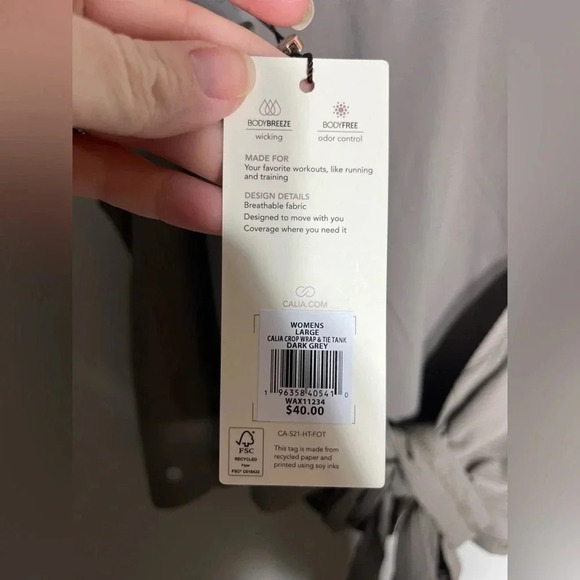 BODYBREEZE
wicking
BODYFREE
odor control
MADE FOR
Your favorite workouts, like running
and training
DESIGN DETAILS
Breathable fabric
Designed to move with you
Coverage where you need it
CALIA.COM
WOMENS
LARGE
CALIA CROP WRAP & TIE TANK
DARK GREY
1 96358 40541 0
WAX11234
$40.00
CA-S21-HT-FOT
FSC
RECYCLED
Paper
FSC® C018422
This tag is made from
recycled paper and
printed using soy inks